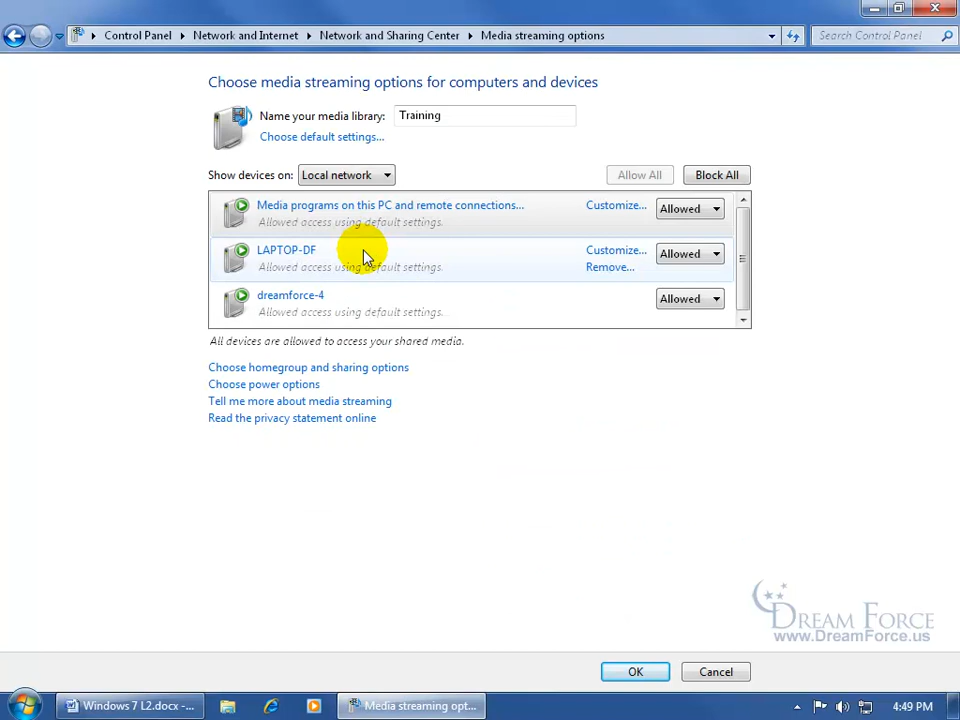 Control Panel Network and Internet Network and Sharing Center Media streaming options Search Control Panel
Choose media streaming options for computers and devices
Name your media library: Training
Choose default settings...
Show devices on: Local network Allow All Block All
Media programs on this PC and remote connections... Customize... Allowed
Allowed access using default settings.
LAPTOP-DF Customize... Allowed
Allowed access using default settings. Remove...
dreamforce-4 Allowed
Allowed access using default settings.
All devices are allowed to access your shared media.
Choose homegroup and sharing options
Choose power options
Tell me more about media streaming
Read the privacy statement online
DREAM FORCE
www.DreamForce.us
OK Cancel
Windows 7 L2.docx -... Media streaming opt... 4:49 PM